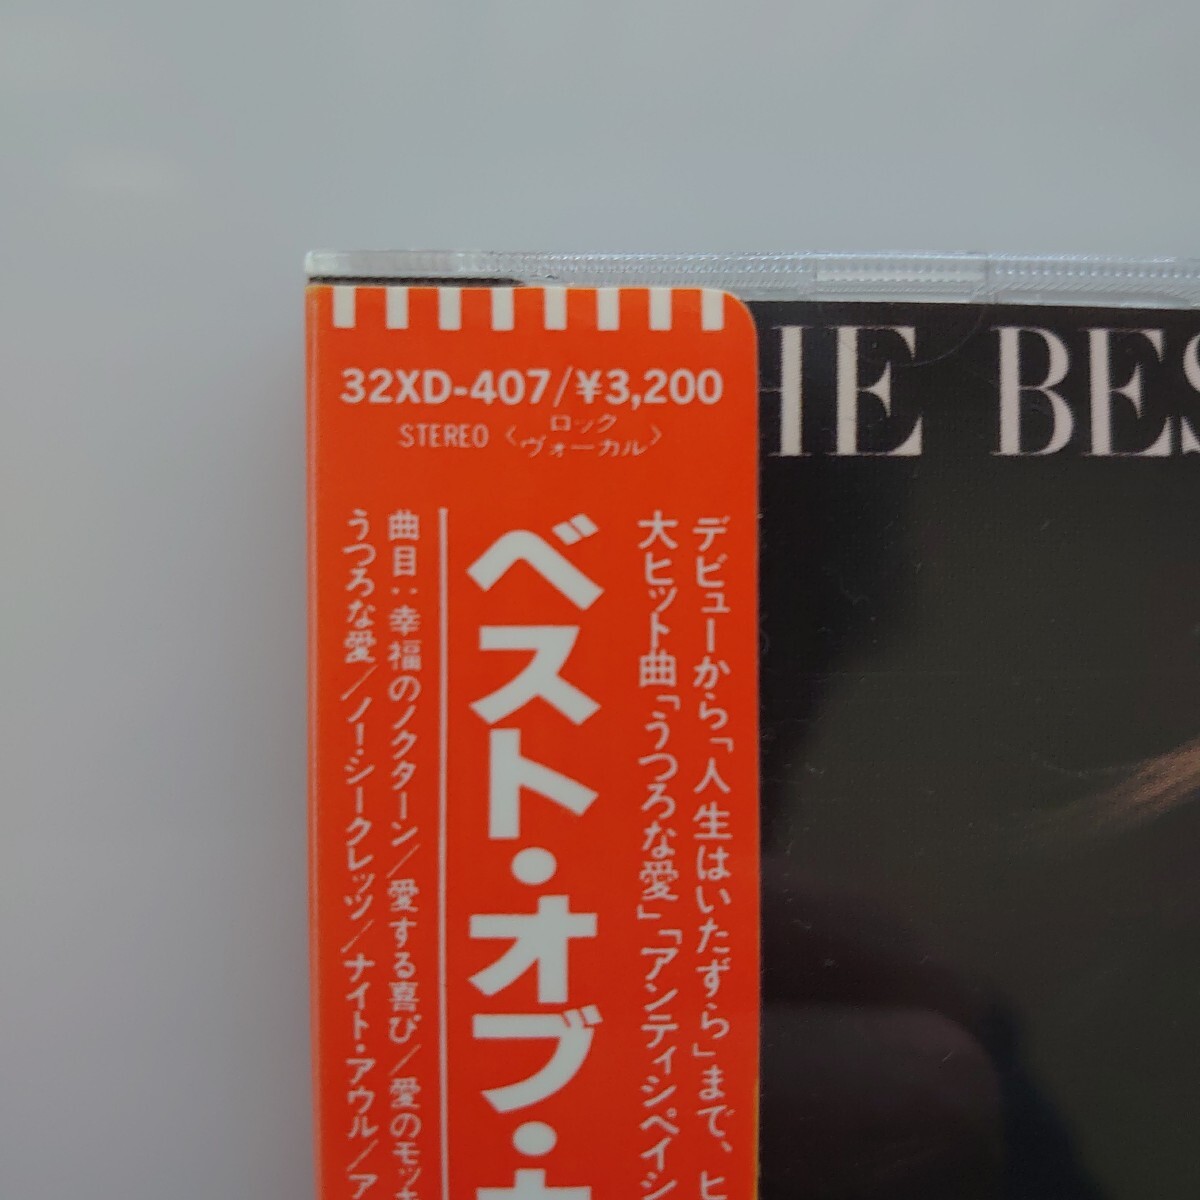 32XD-407/¥3,200
STEREO〈ロック
ヴォーカル〉
HE BES
デビューから「人生はいたずら」まで、ヒ
大ヒット曲「うつろな愛」「アンティシペイシ
ベスト・オブ・カ
曲目：幸福のノクターン/愛する喜び/愛のモッキ
うつろな愛/ノー・シークレッツ/ナイト・アウル/ア